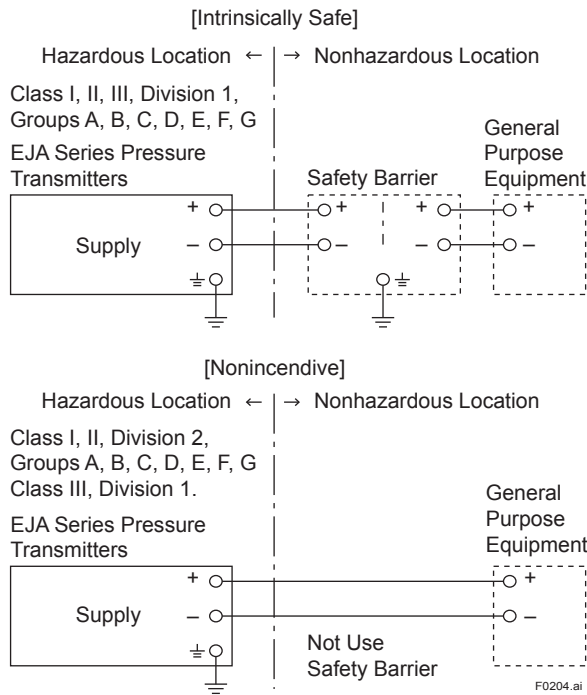 [Intrinsically Safe]
Hazardous Location ← → Nonhazardous Location
Class I, II, III, Division 1,
Groups A, B, C, D, E, F, G
EJA Series Pressure
Transmitters
Safety Barrier
General
Purpose
Equipment
+ + + +
Supply – – – –
[Nonincendive]
Hazardous Location ← → Nonhazardous Location
Class I, II, Division 2,
Groups A, B, C, D, E, F, G
Class III, Division 1.
EJA Series Pressure
Transmitters
General
Purpose
Equipment
+ +
Supply – –
Not Use
Safety Barrier
F0204.ai